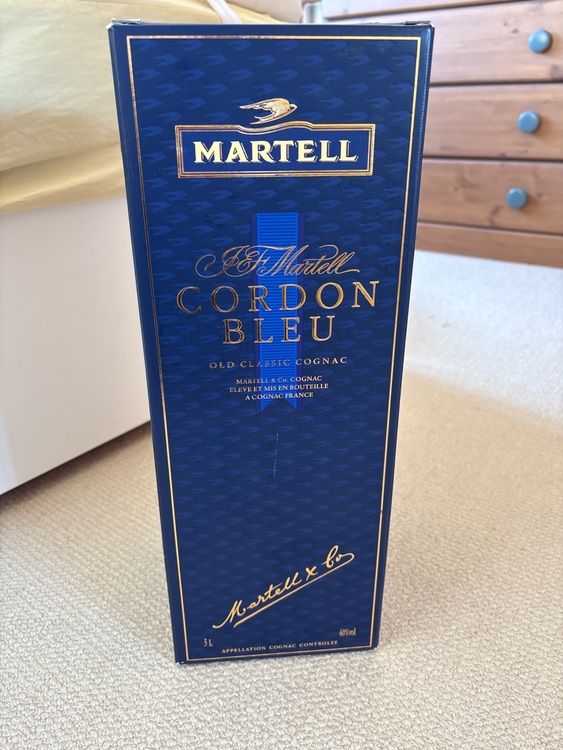 MARTELL
J&F Martell
CORDON
BLEU
OLD CLASSIC COGNAC
MARTELL & Co. COGNAC
ELEVE ET MIS EN BOUTEILLE
A COGNAC FRANCE
Martell & Co
3 L
40%vol
APPELLATION COGNAC CONTROLEE